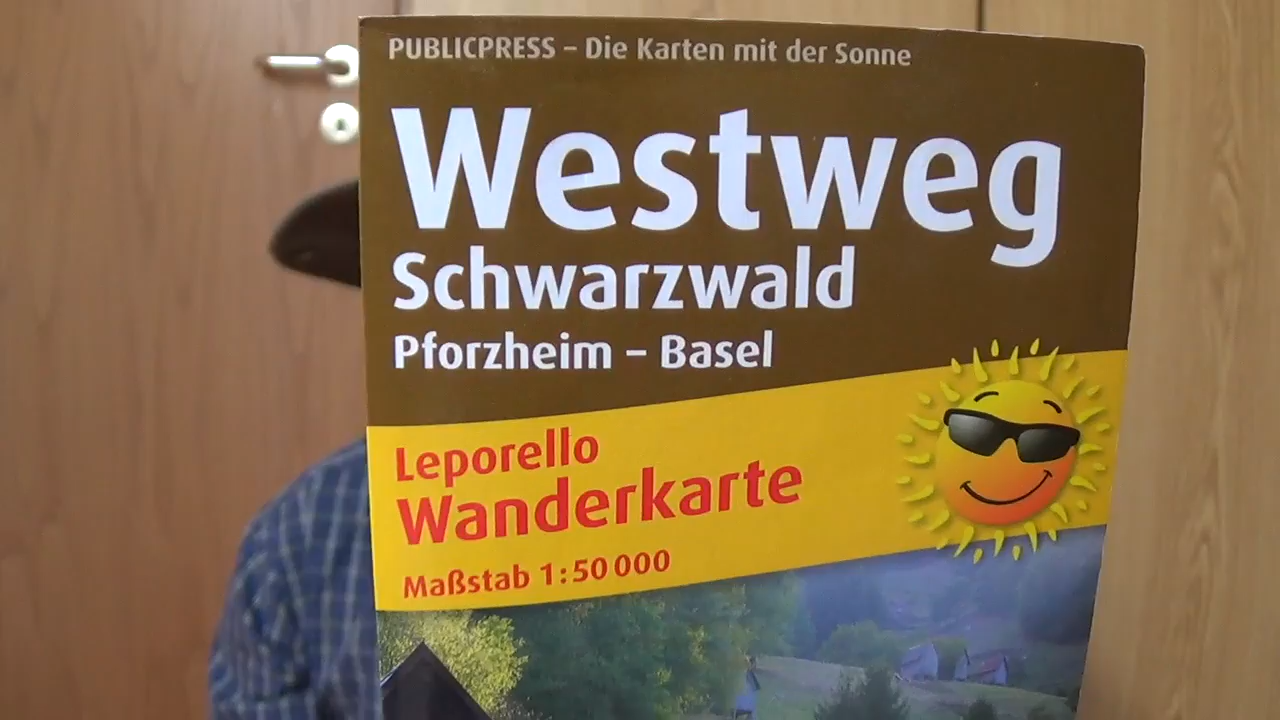 PUBLICPRESS – Die Karten mit der Sonne
Westweg
Schwarzwald
Pforzheim – Basel
Leporello
Wanderkarte
Maßstab 1:50 000